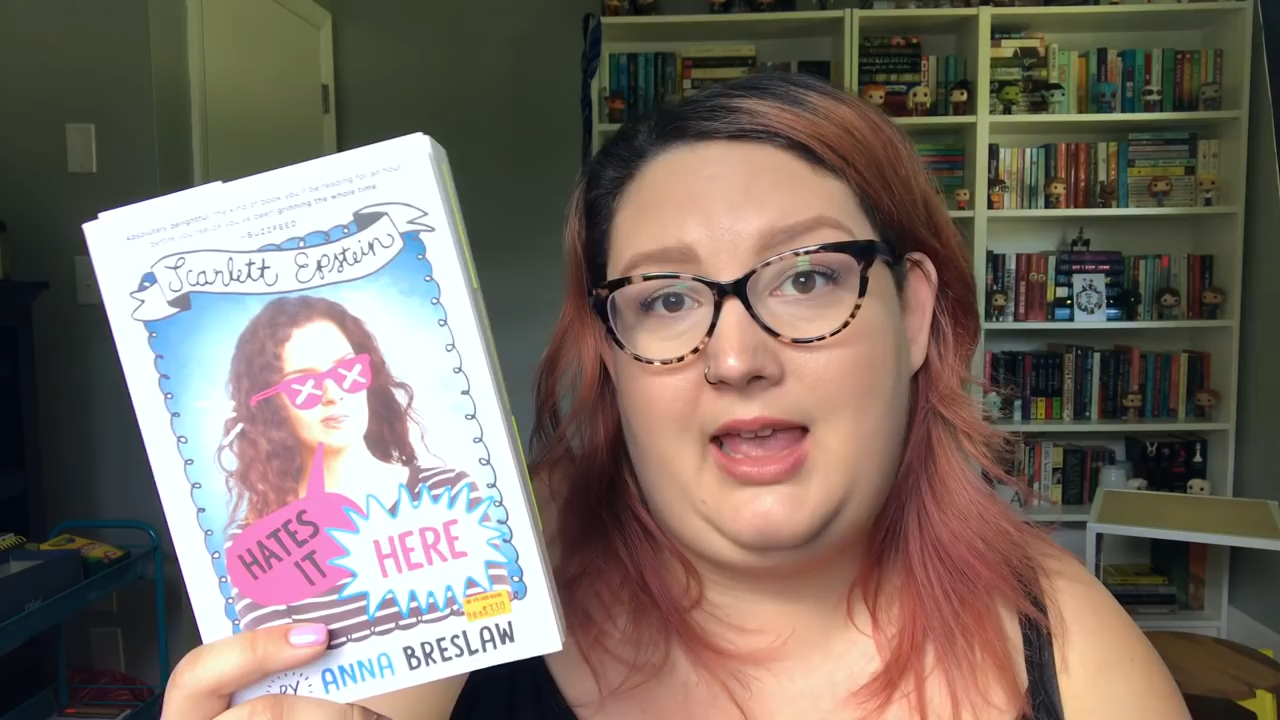 Absolutely delightful, the kind of book you'll be reading for an hour
before you realize you've been grinning the whole time.
—BUZZFEED
Scarlett Epstein
HATES
IT
HERE
BY ANNA BRESLAW